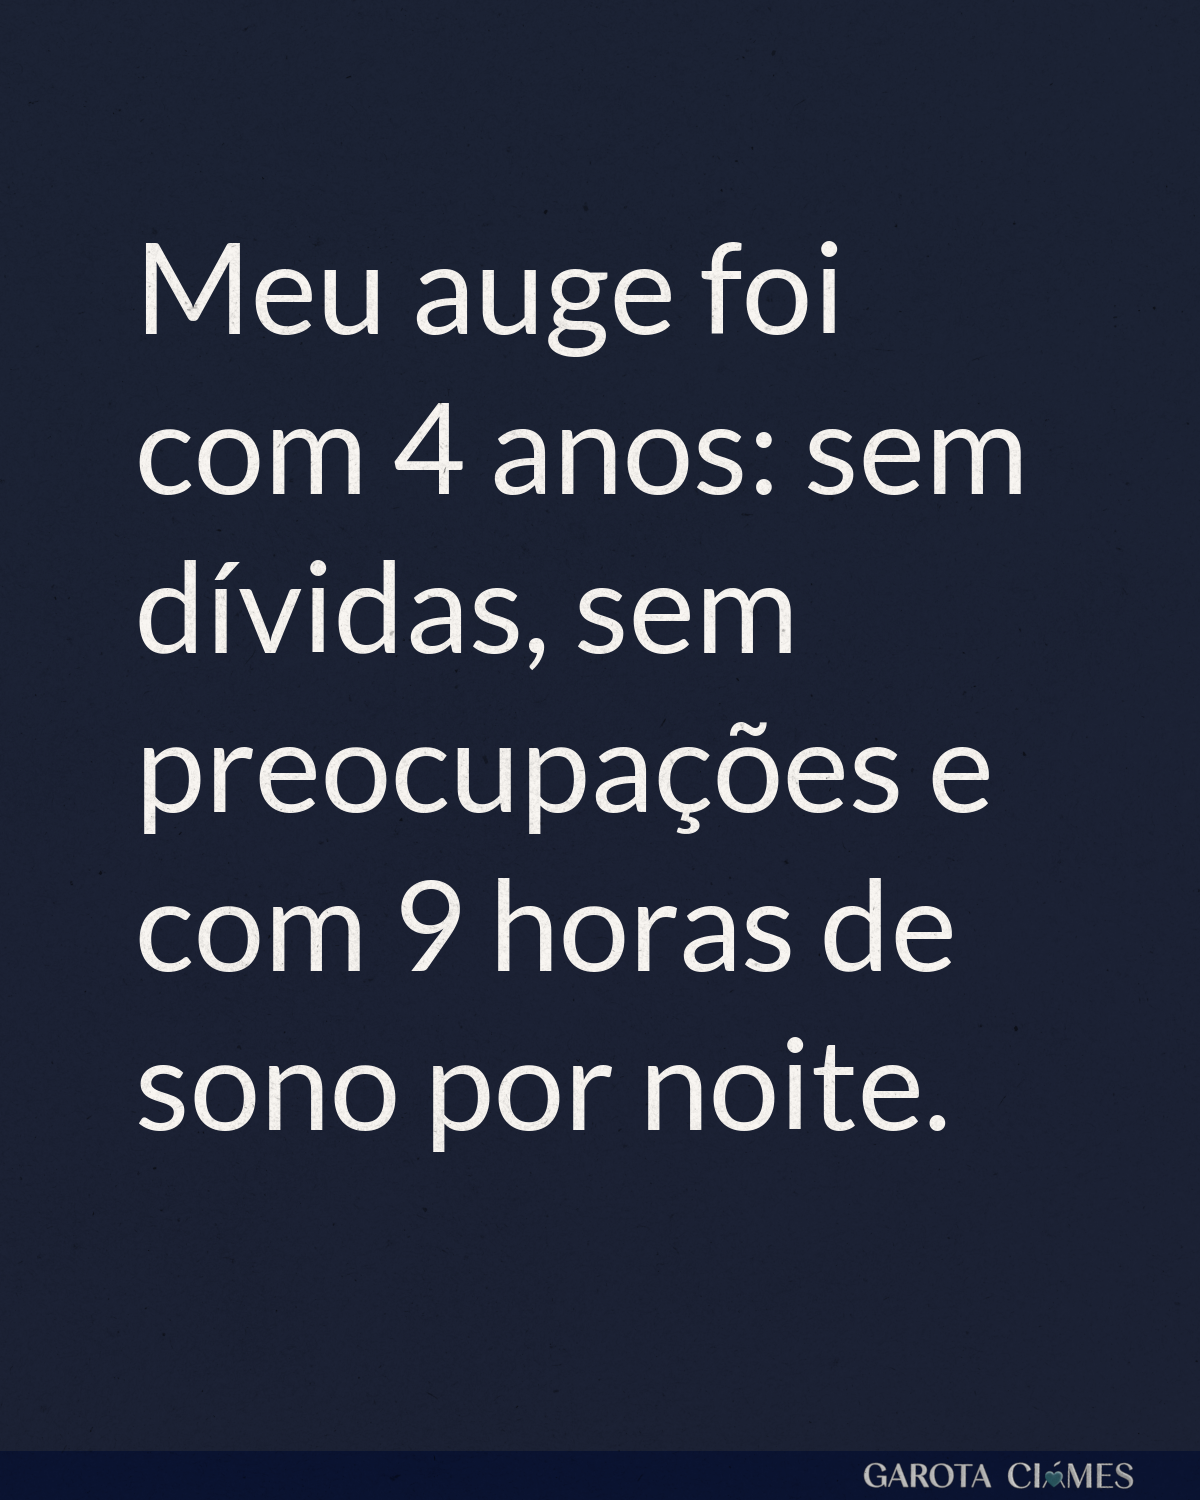 Meu auge foi
com 4 anos: sem
dívidas, sem
preocupações e
com 9 horas de
sono por noite.
GAROTA CIÚMES